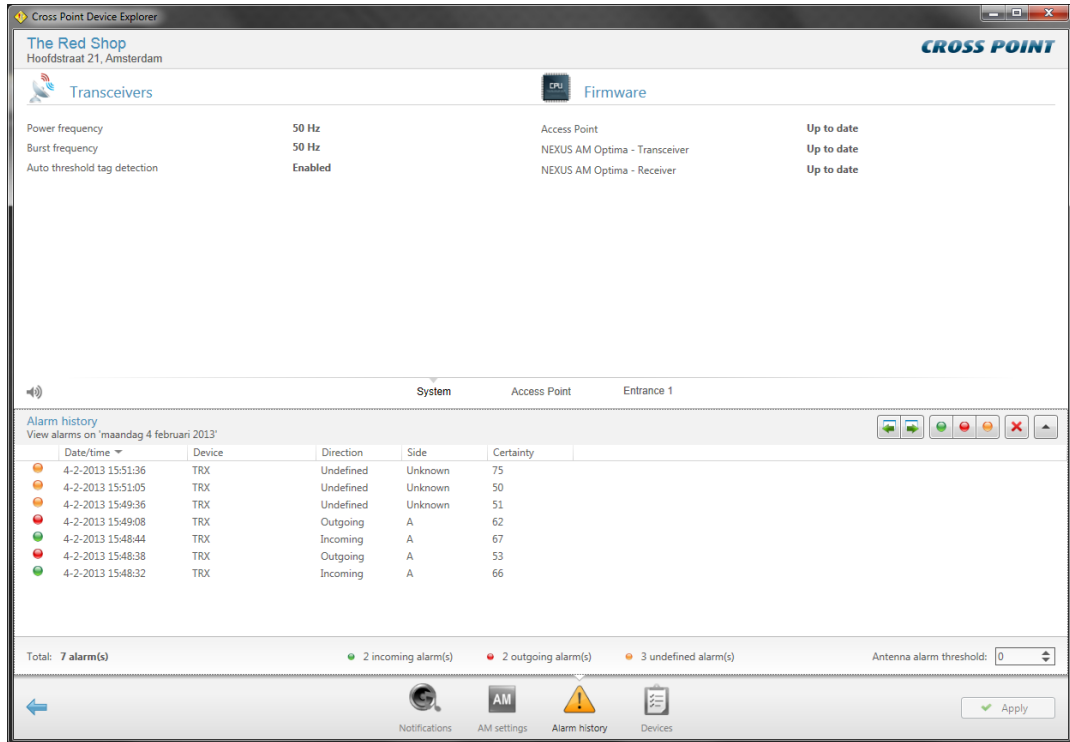 Cross Point Device Explorer
The Red Shop
Hoofdstraat 21, Amsterdam
CROSS POINT
Transceivers
CPU
Firmware
Power frequency 50 Hz
Burst frequency 50 Hz
Auto threshold tag detection Enabled
Access Point Up to date
NEXUS AM Optima - Transceiver Up to date
NEXUS AM Optima - Receiver Up to date
System Access Point Entrance 1
Alarm history
View alarms on 'maandag 4 februari 2013'
Date/time Device Direction Side Certainty
4-2-2013 15:51:36 TRX Undefined Unknown 75
4-2-2013 15:51:05 TRX Undefined Unknown 50
4-2-2013 15:49:36 TRX Undefined Unknown 51
4-2-2013 15:49:08 TRX Outgoing A 62
4-2-2013 15:48:44 TRX Incoming A 67
4-2-2013 15:48:38 TRX Outgoing A 53
4-2-2013 15:48:32 TRX Incoming A 66
Total: 7 alarm(s) 2 incoming alarm(s) 2 outgoing alarm(s) 3 undefined alarm(s) Antenna alarm threshold: 0
AM
Notifications AM settings Alarm history Devices
Apply